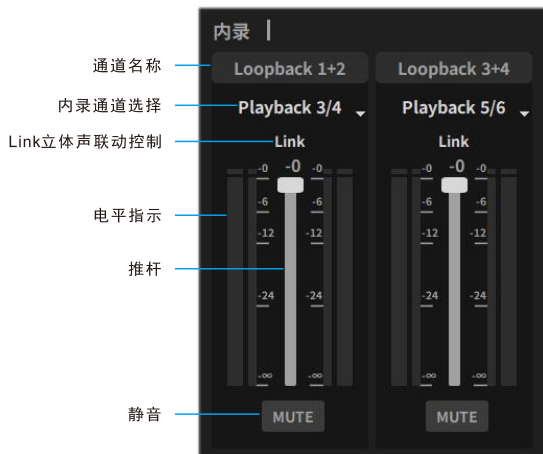 内录
通道名称
Loopback 1+2
Loopback 3+4
内录通道选择
Playback 3/4
Playback 5/6
Link立体声联动控制
Link
Link
-0 -0 -0
-0 -0 -0
-6 -6
-6 -6
电平指示
-12 -12
-12 -12
推杆
-24 -24
-24 -24
-∞ -∞
-∞ -∞
静音
MUTE
MUTE